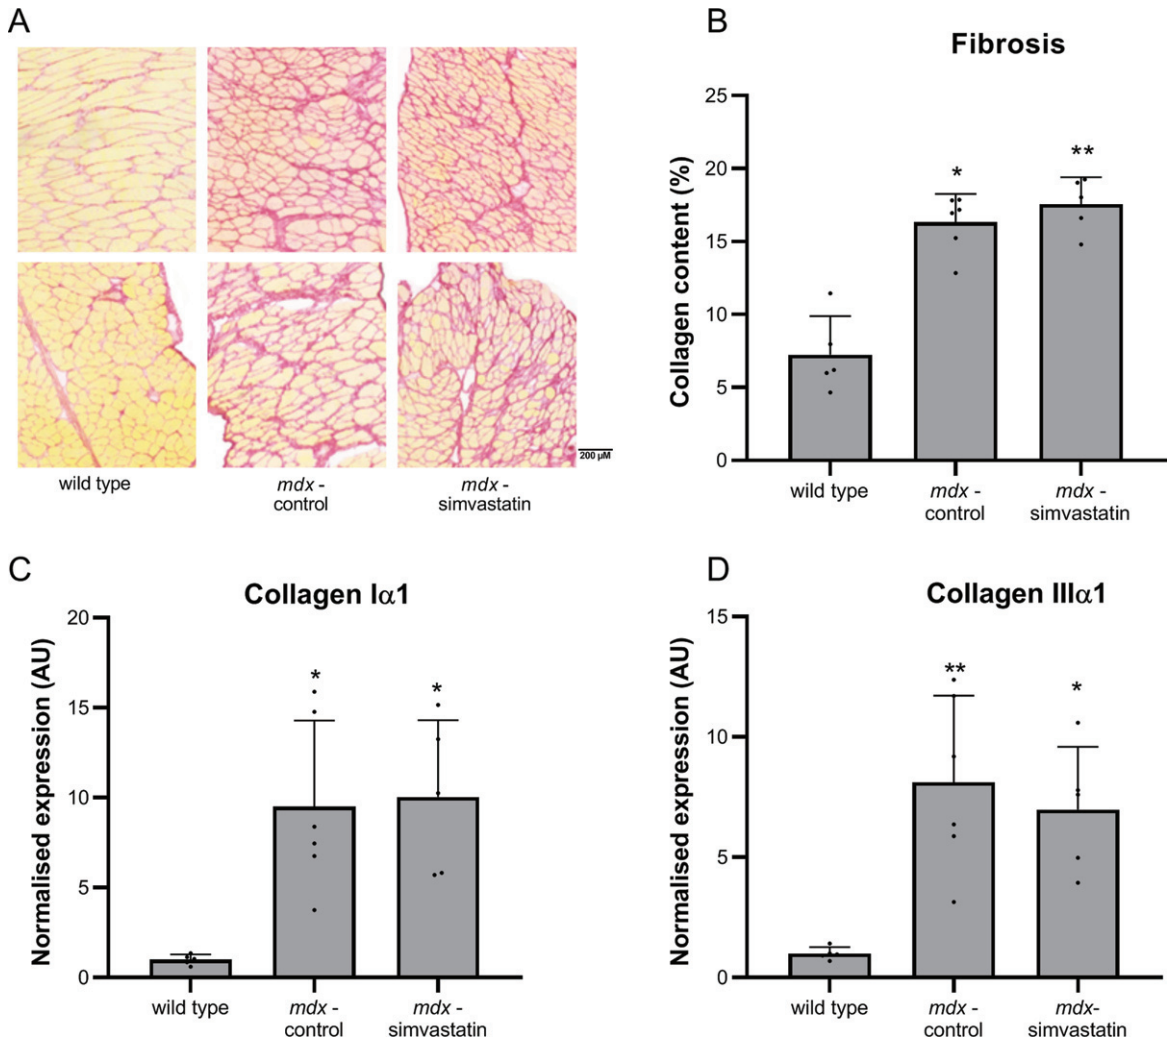 A
wild type
mdx -
control
mdx -
simvastatin
200 µM
B
Fibrosis
Collagen content (%)
25
20
15
10
5
0
*
**
wild type
mdx -
control
mdx -
simvastatin
C
Collagen Iα1
Normalised expression (AU)
20
15
10
5
0
*
*
wild type
mdx -
control
mdx -
simvastatin
D
Collagen IIIα1
Normalised expression (AU)
15
10
5
0
**
*
wild type
mdx -
control
mdx-
simvastatin